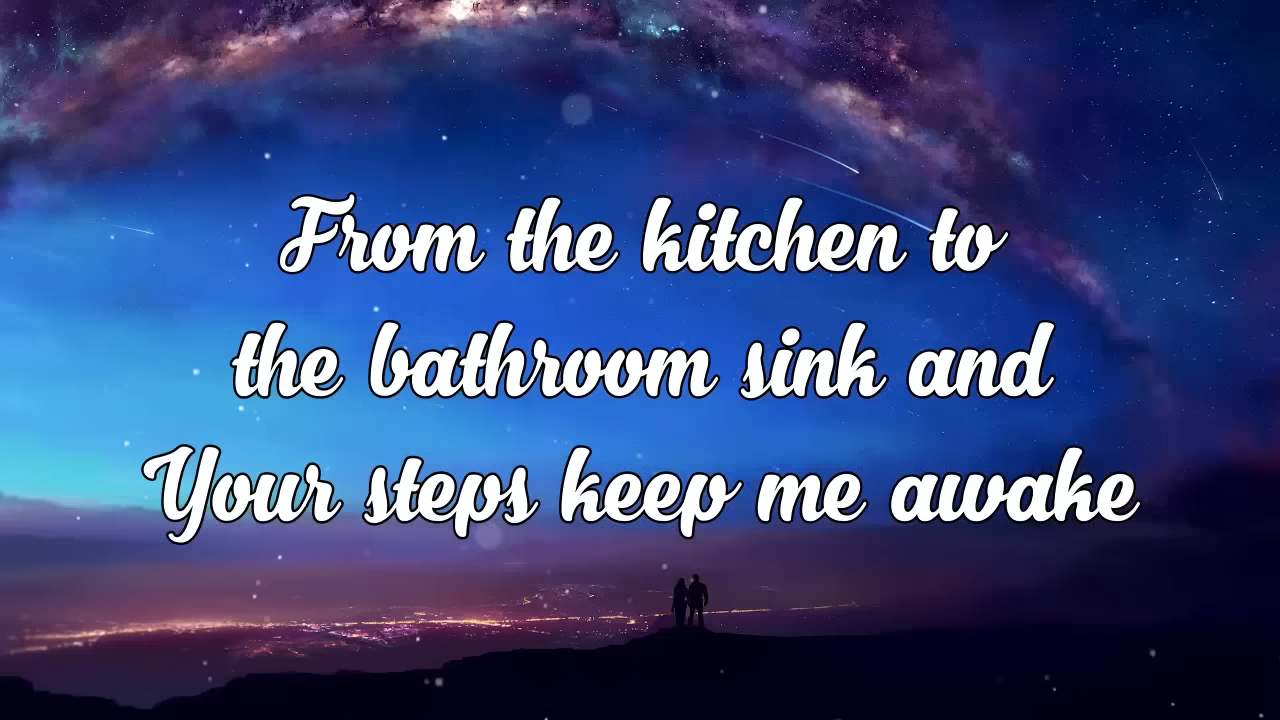 From the kitchen to
the bathroom sink and
Your steps keep me awake